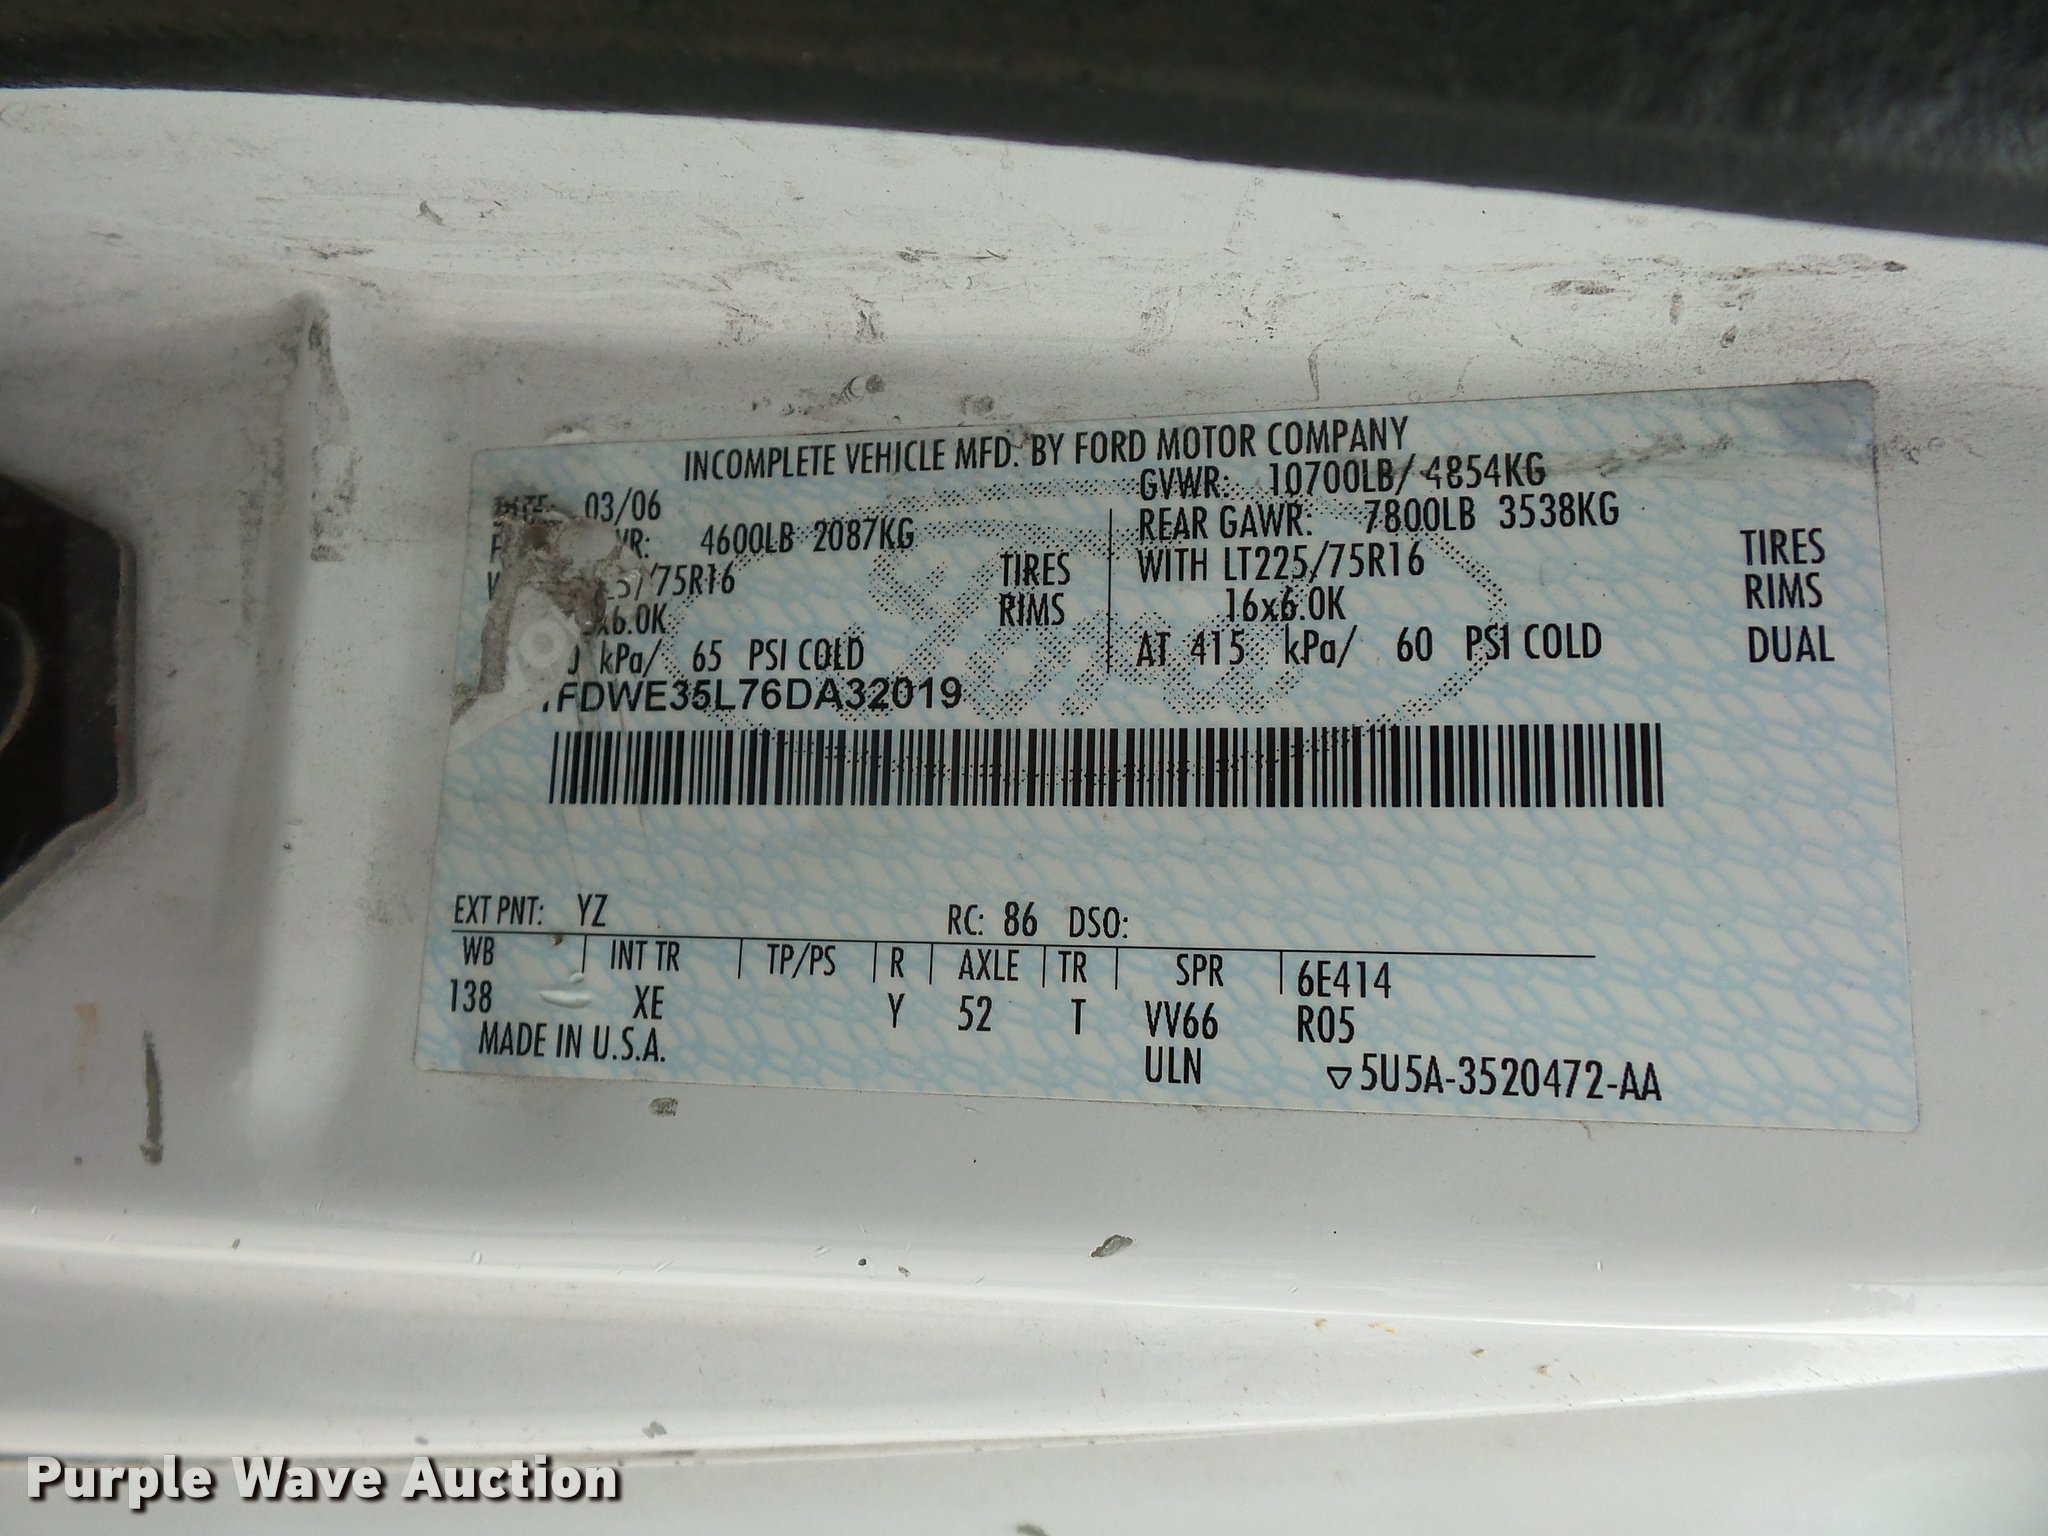 INCOMPLETE VEHICLE MFD. BY FORD MOTOR COMPANY
DATE: 03/06 GVWR: 10700LB/ 4854KG
4600LB 2087KG REAR GAWR: 7800LB 3538KG
/75R16 TIRES WITH LT225/75R16 TIRES
x6.0K RIMS 16x6.0K RIMS
kPa/ 65 PSI COLD AT 415 kPa/ 60 PSI COLD DUAL
FDWE35L76DA32019
EXT PNT: YZ RC: 86 DSO:
WB INT TR TP/PS R AXLE TR SPR 6E414
138 XE Y 52 T VV66 R05
MADE IN U.S.A. ULN ▽5U5A-3520472-AA
Purple Wave Auction